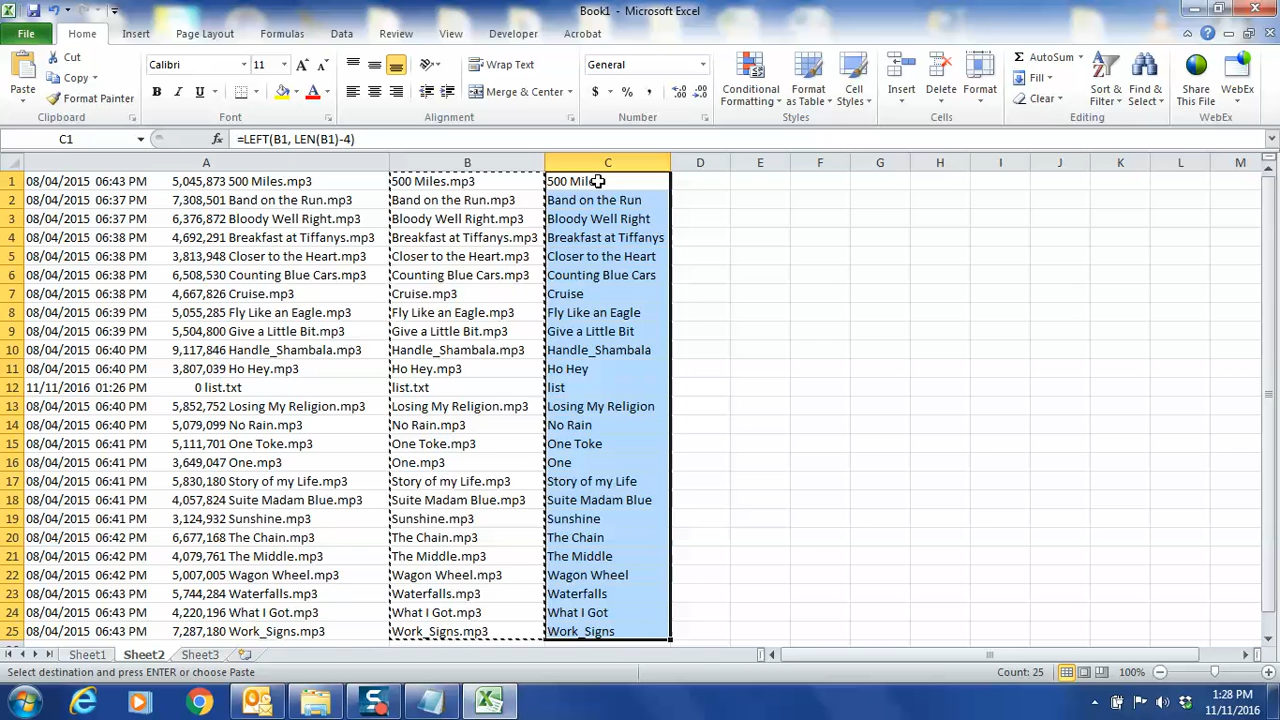 Book1 - Microsoft Excel
File Home Insert Page Layout Formulas Data Review View Developer Acrobat
Paste Cut Copy Format Painter Clipboard
Calibri 11 A A B I U A Font
Wrap Text Merge & Center Alignment
General $ % , Number
Conditional Formatting Format as Table Cell Styles Styles
Insert Delete Format Cells
AutoSum Fill Clear Sort & Filter Find & Select Editing
Share This File WebEx WebEx
C1 fx =LEFT(B1, LEN(B1)-4)
A B C D E F G H I J K L M
1 08/04/2015 06:43 PM 5,045,873 500 Miles.mp3 500 Miles.mp3 500 Miles
2 08/04/2015 06:37 PM 7,308,501 Band on the Run.mp3 Band on the Run.mp3 Band on the Run
3 08/04/2015 06:37 PM 6,376,872 Bloody Well Right.mp3 Bloody Well Right.mp3 Bloody Well Right
4 08/04/2015 06:38 PM 4,692,291 Breakfast at Tiffanys.mp3 Breakfast at Tiffanys.mp3 Breakfast at Tiffanys
5 08/04/2015 06:38 PM 3,813,948 Closer to the Heart.mp3 Closer to the Heart.mp3 Closer to the Heart
6 08/04/2015 06:38 PM 6,508,530 Counting Blue Cars.mp3 Counting Blue Cars.mp3 Counting Blue Cars
7 08/04/2015 06:38 PM 4,667,826 Cruise.mp3 Cruise.mp3 Cruise
8 08/04/2015 06:39 PM 5,055,285 Fly Like an Eagle.mp3 Fly Like an Eagle.mp3 Fly Like an Eagle
9 08/04/2015 06:39 PM 5,504,800 Give a Little Bit.mp3 Give a Little Bit.mp3 Give a Little Bit
10 08/04/2015 06:40 PM 9,117,846 Handle_Shambala.mp3 Handle_Shambala.mp3 Handle_Shambala
11 08/04/2015 06:40 PM 3,807,039 Ho Hey.mp3 Ho Hey.mp3 Ho Hey
12 11/11/2016 01:26 PM 0 list.txt list.txt list
13 08/04/2015 06:40 PM 5,852,752 Losing My Religion.mp3 Losing My Religion.mp3 Losing My Religion
14 08/04/2015 06:40 PM 5,079,099 No Rain.mp3 No Rain.mp3 No Rain
15 08/04/2015 06:41 PM 5,111,701 One Toke.mp3 One Toke.mp3 One Toke
16 08/04/2015 06:41 PM 3,649,047 One.mp3 One.mp3 One
17 08/04/2015 06:41 PM 5,830,180 Story of my Life.mp3 Story of my Life.mp3 Story of my Life
18 08/04/2015 06:41 PM 4,057,824 Suite Madam Blue.mp3 Suite Madam Blue.mp3 Suite Madam Blue
19 08/04/2015 06:41 PM 3,124,932 Sunshine.mp3 Sunshine.mp3 Sunshine
20 08/04/2015 06:41 PM 6,677,168 The Chain.mp3 The Chain.mp3 The Chain
21 08/04/2015 06:41 PM 4,079,761 The Middle.mp3 The Middle.mp3 The Middle
22 08/04/2015 06:42 PM 5,007,005 Wagon Wheel.mp3 Wagon Wheel.mp3 Wagon Wheel
23 08/04/2015 06:42 PM 5,744,284 Waterfalls.mp3 Waterfalls.mp3 Waterfalls
24 08/04/2015 06:43 PM 4,220,196 What I Got.mp3 What I Got.mp3 What I Got
25 08/04/2015 06:43 PM 7,287,180 Work_Signs.mp3 Work_Signs.mp3 Work_Signs
Sheet1 Sheet2 Sheet3
Select destination and press ENTER or choose Paste Count: 25 100%
1:28 PM
11/11/2016